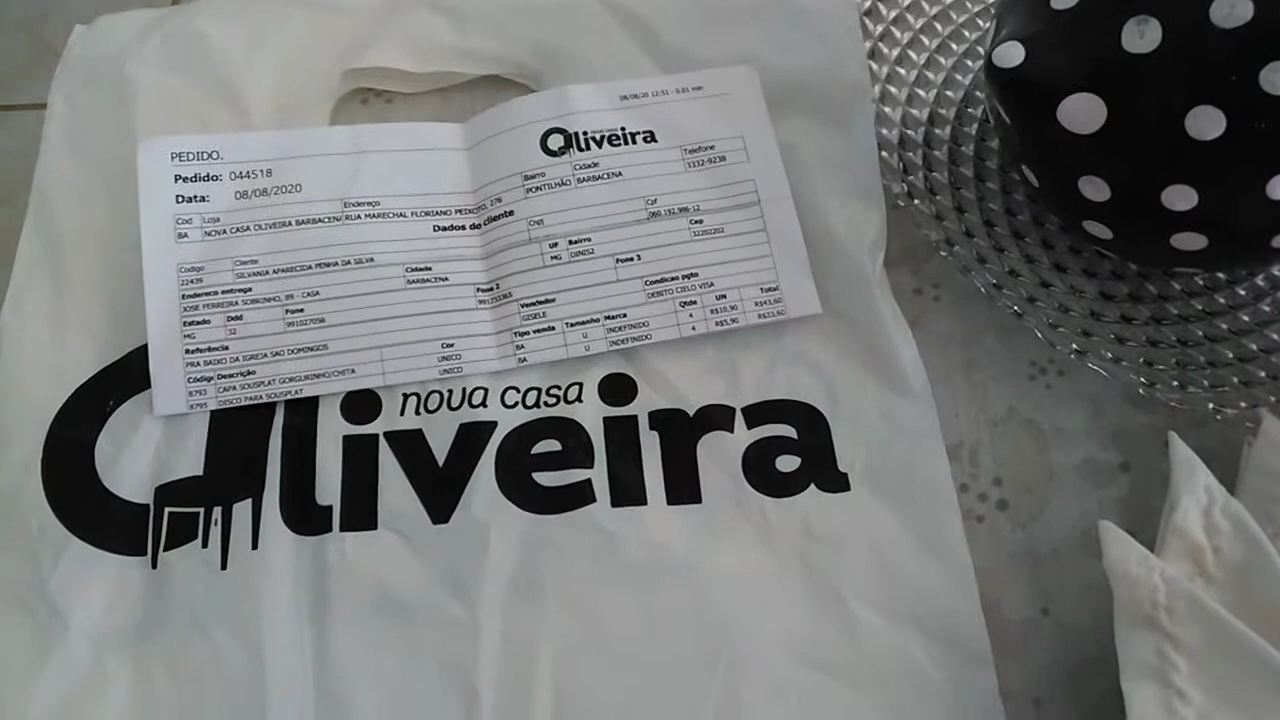 08/08/20 12:51 - 0.01 mm
PEDIDO.
nova casa
Oliveira
Pedido: 044518
Data: 08/08/2020
Cod Loja Endereço Bairro Cidade Telefone
BA NOVA CASA OLIVEIRA BARBACENA RUA MARECHAL FLORIANO PEIXOTO, 276 PONTILHÃO BARBACENA 3332-9238
Dados do cliente
Codigo Cliente Cnpj Cpf
22439 SILVANIA APARECIDA PENHA DA SILVA 060.192.986-12
Endereco entrega Cidade UF Bairro Cep
JOSE FERREIRA SOBRINHO, 89 - CASA BARBACENA MG 32202202
Estado Ddd Fone Fone 2 Fone 3
MG 32 991027058
Referência Vendedor Condicao pgto
PRA BAIXO DA IGREJA SAO DOMINGOS GISELE DEBITO CIELO VISA
Código Descrição Cor Tipo venda Tamanho Marca Qtde UN Total
8793 CAPA SOUSPLAT GORGURINHO/CHITA UNICO BA U INDEFINIDO 4 R$10,90 R$43,60
8795 DISCO PARA SOUSPLAT UNICO BA U INDEFINIDO 4 R$5,90 R$23,60
nova casa
Oliveira